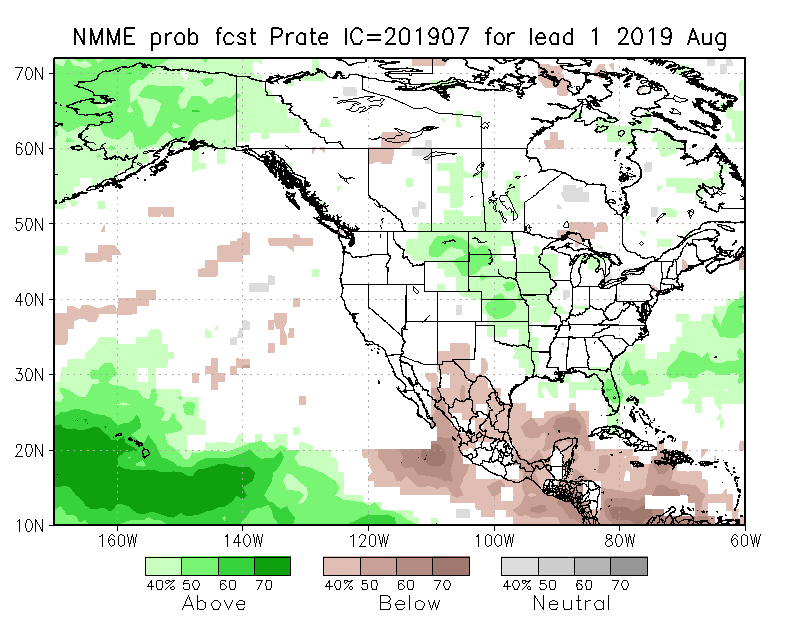 NMME prob fcst Prate IC=201907 for lead 1 2019 Aug
70N
60N
50N
40N
30N
20N
10N
160W 140W 120W 100W 80W 60W
40% 50 60 70 40% 50 60 70 40% 50 60 70
Above Below Neutral